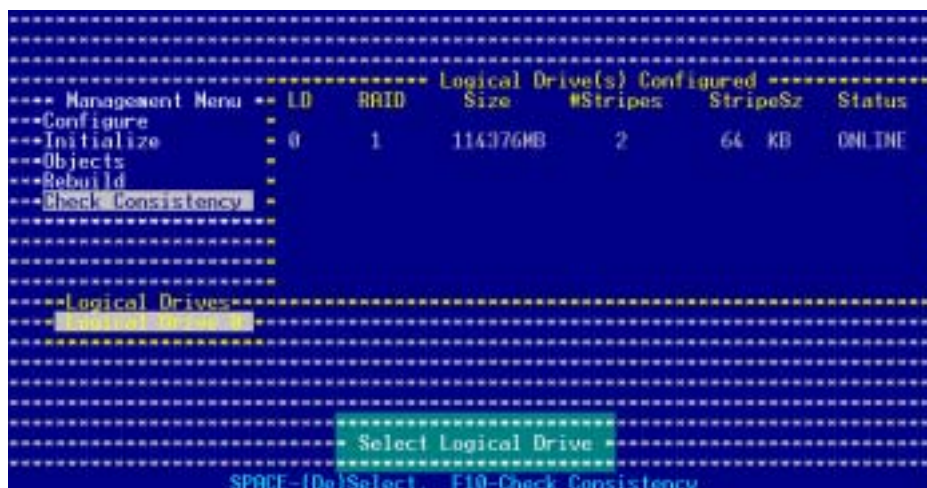 Logical Drive(s) Configured
Management Menu
LD RAID Size #Stripes StripeSz Status
Configure
Initialize
0 1 114376MB 2 64 KB ONLINE
Objects
Rebuild
Check Consistency
Logical Drives
Logical Drive 0
Select Logical Drive
SPACE-(De)Select, F10-Check Consistency